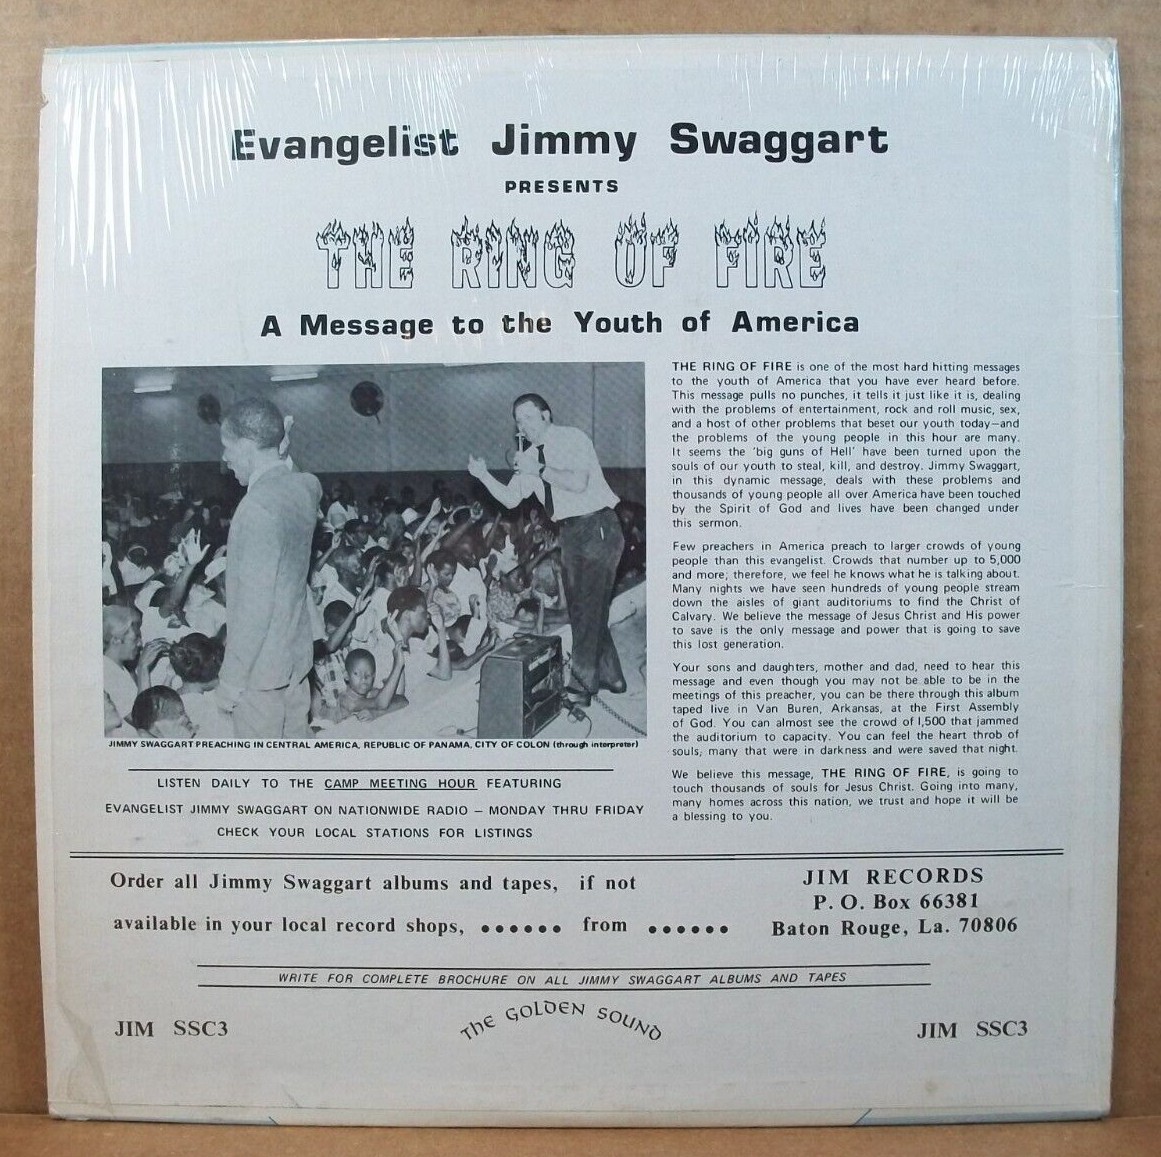 Evangelist Jimmy Swaggart
PRESENTS
THE RING OF FIRE
A Message to the Youth of America
THE RING OF FIRE is one of the most hard hitting messages
to the youth of America that you have ever heard before.
This message pulls no punches, it tells it just like it is, dealing
with the problems of entertainment, rock and roll music, sex,
and a host of other problems that beset our youth today—and
the problems of the young people in this hour are many.
It seems the 'big guns of Hell' have been turned upon the
souls of our youth to steal, kill, and destroy. Jimmy Swaggart,
in this dynamic message, deals with these problems and
thousands of young people all over America have been touched
by the Spirit of God and lives have been changed under
this sermon.
Few preachers in America preach to larger crowds of young
people than this evangelist. Crowds that number up to 5,000
and more; therefore, we feel he knows what he is talking about.
Many nights we have seen hundreds of young people stream
down the aisles of giant auditoriums to find the Christ of
Calvary. We believe the message of Jesus Christ and His power
to save is the only message and power that is going to save
this lost generation.
Your sons and daughters, mother and dad, need to hear this
message and even though you may not be able to be in the
meetings of this preacher, you can be there through this album
taped live in Van Buren, Arkansas, at the First Assembly
of God. You can almost see the crowd of 1,500 that jammed
the auditorium to capacity. You can feel the heart throb of
souls; many that were in darkness and were saved that night.
We believe this message, THE RING OF FIRE, is going to
touch thousands of souls for Jesus Christ. Going into many,
many homes across this nation, we trust and hope it will be
a blessing to you.
JIMMY SWAGGART PREACHING IN CENTRAL AMERICA, REPUBLIC OF PANAMA, CITY OF COLON (through interpreter)
LISTEN DAILY TO THE CAMP MEETING HOUR FEATURING
EVANGELIST JIMMY SWAGGART ON NATIONWIDE RADIO – MONDAY THRU FRIDAY
CHECK YOUR LOCAL STATIONS FOR LISTINGS
Order all Jimmy Swaggart albums and tapes, if not
available in your local record shops, ●●●●●● from ●●●●●●
JIM RECORDS
P. O. Box 66381
Baton Rouge, La. 70806
WRITE FOR COMPLETE BROCHURE ON ALL JIMMY SWAGGART ALBUMS AND TAPES
JIM SSC3
THE GOLDEN SOUND
JIM SSC3